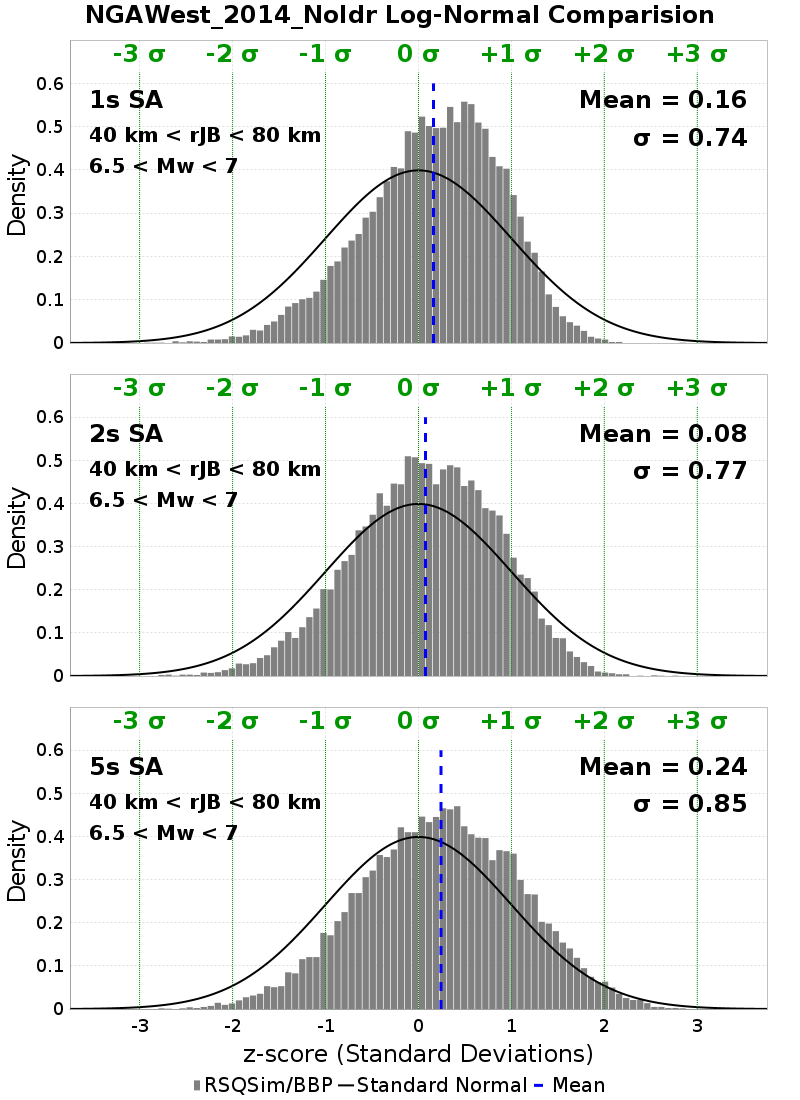 NGAWest_2014_NoIdr Log-Normal Comparision
-3 σ -2 σ -1 σ 0 σ +1 σ +2 σ +3 σ
0.6
1s SA Mean = 0.16
0.5
40 km < rJB < 80 km σ = 0.74
0.4
6.5 < Mw < 7
Density
0.3
0.2
0.1
0
-3 σ -2 σ -1 σ 0 σ +1 σ +2 σ +3 σ
0.6
2s SA Mean = 0.08
0.5
40 km < rJB < 80 km σ = 0.77
0.4
6.5 < Mw < 7
Density
0.3
0.2
0.1
0
-3 σ -2 σ -1 σ 0 σ +1 σ +2 σ +3 σ
0.6
5s SA Mean = 0.24
0.5
40 km < rJB < 80 km σ = 0.85
0.4
6.5 < Mw < 7
Density
0.3
0.2
0.1
0
-3 -2 -1 0 1 2 3
z-score (Standard Deviations)
RSQSim/BBP Standard Normal Mean